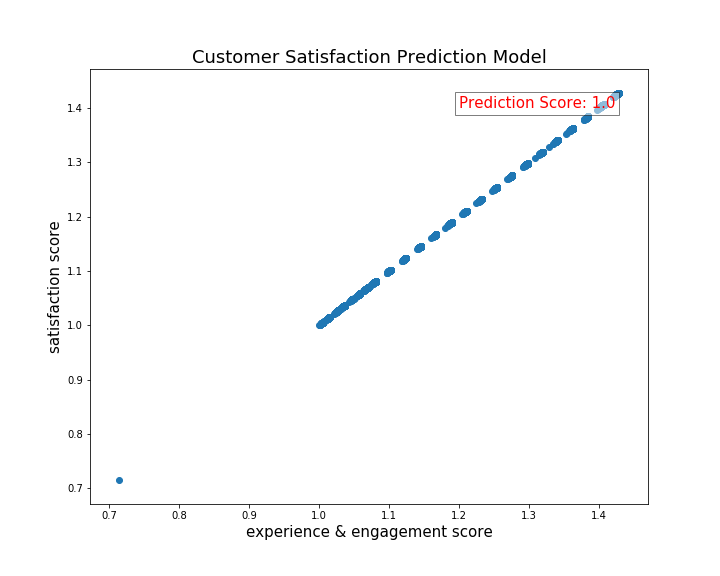 Customer Satisfaction Prediction Model
Prediction Score: 1.0
satisfaction score
1.4
1.3
1.2
1.1
1.0
0.9
0.8
0.7
0.7 0.8 0.9 1.0 1.1 1.2 1.3 1.4
experience & engagement score